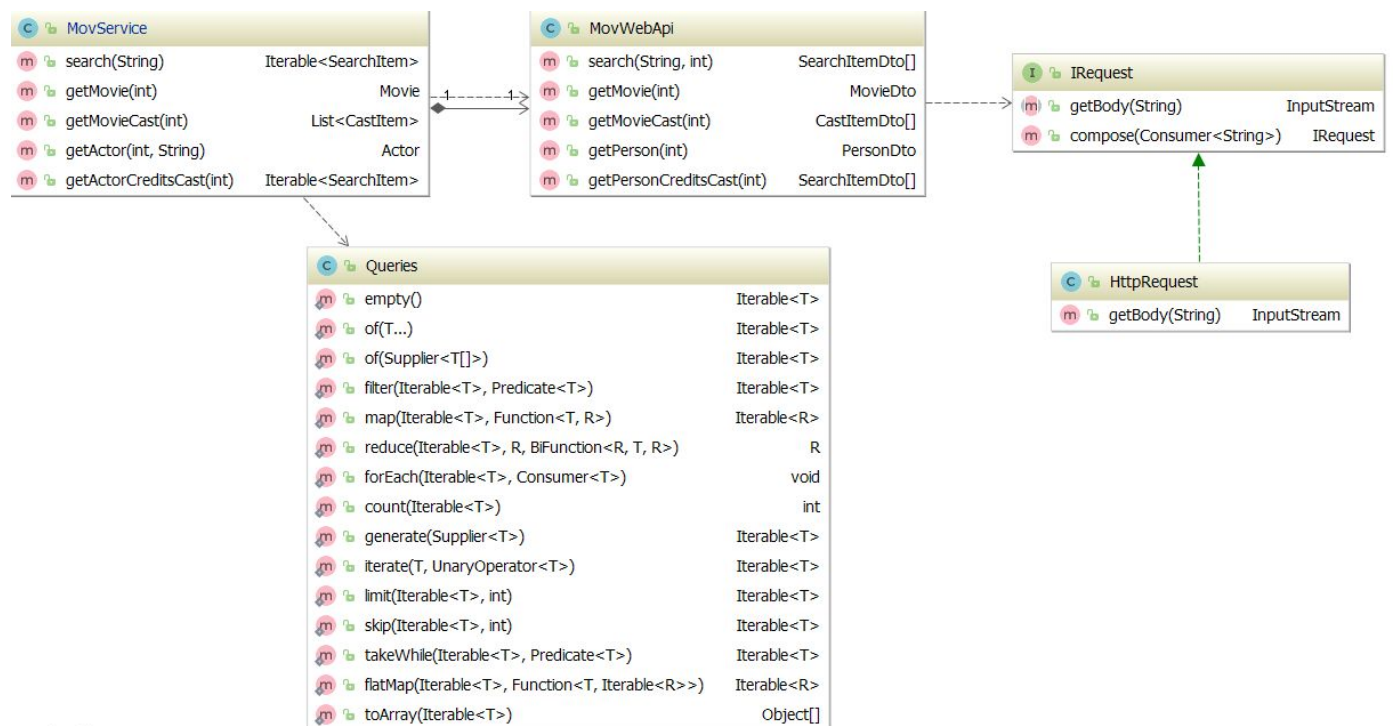 C MovService
m search(String) Iterable<SearchItem>
m getMovie(int) Movie
m getMovieCast(int) List<CastItem>
m getActor(int, String) Actor
m getActorCreditsCast(int) Iterable<SearchItem>
1 1
C MovWebApi
m search(String, int) SearchItemDto[]
m getMovie(int) MovieDto
m getMovieCast(int) CastItemDto[]
m getPerson(int) PersonDto
m getPersonCreditsCast(int) SearchItemDto[]
I IRequest
m getBody(String) InputStream
m compose(Consumer<String>) IRequest
C HttpRequest
m getBody(String) InputStream
C Queries
m empty() Iterable<T>
m of(T...) Iterable<T>
m of(Supplier<T[]>) Iterable<T>
m filter(Iterable<T>, Predicate<T>) Iterable<T>
m map(Iterable<T>, Function<T, R>) Iterable<R>
m reduce(Iterable<T>, R, BiFunction<R, T, R>) R
m forEach(Iterable<T>, Consumer<T>) void
m count(Iterable<T>) int
m generate(Supplier<T>) Iterable<T>
m iterate(T, UnaryOperator<T>) Iterable<T>
m limit(Iterable<T>, int) Iterable<T>
m skip(Iterable<T>, int) Iterable<T>
m takeWhile(Iterable<T>, Predicate<T>) Iterable<T>
m flatMap(Iterable<T>, Function<T, Iterable<R>>) Iterable<R>
m toArray(Iterable<T>) Object[]